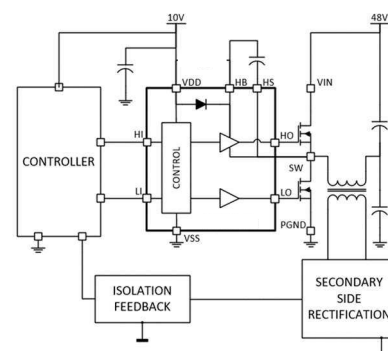 10V
48V
VDD
HB
HS
VIN
HI
HO
CONTROLLER
CONTROL
SW
LI
LO
VSS
PGND
ISOLATION
FEEDBACK
SECONDARY
SIDE
RECTIFICATION